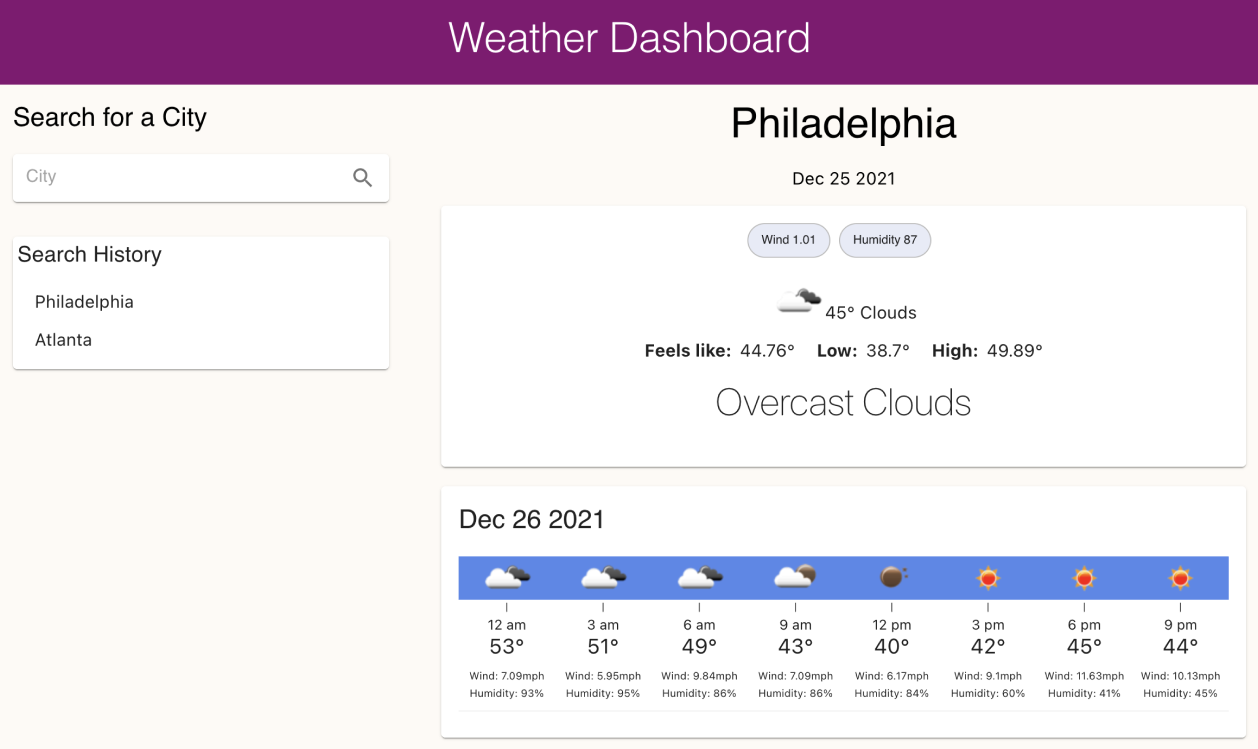 Weather Dashboard
Search for a City
City
Search History
Philadelphia
Atlanta
Philadelphia
Dec 25 2021
Wind 1.01 Humidity 87
45° Clouds
Feels like: 44.76° Low: 38.7° High: 49.89°
Overcast Clouds
Dec 26 2021
12 am 3 am 6 am 9 am 12 pm 3 pm 6 pm 9 pm
53° 51° 49° 43° 40° 42° 45° 44°
Wind: 7.09mph Wind: 5.95mph Wind: 9.84mph Wind: 7.09mph Wind: 6.17mph Wind: 9.1mph Wind: 11.63mph Wind: 10.13mph
Humidity: 93% Humidity: 95% Humidity: 86% Humidity: 86% Humidity: 84% Humidity: 60% Humidity: 41% Humidity: 45%